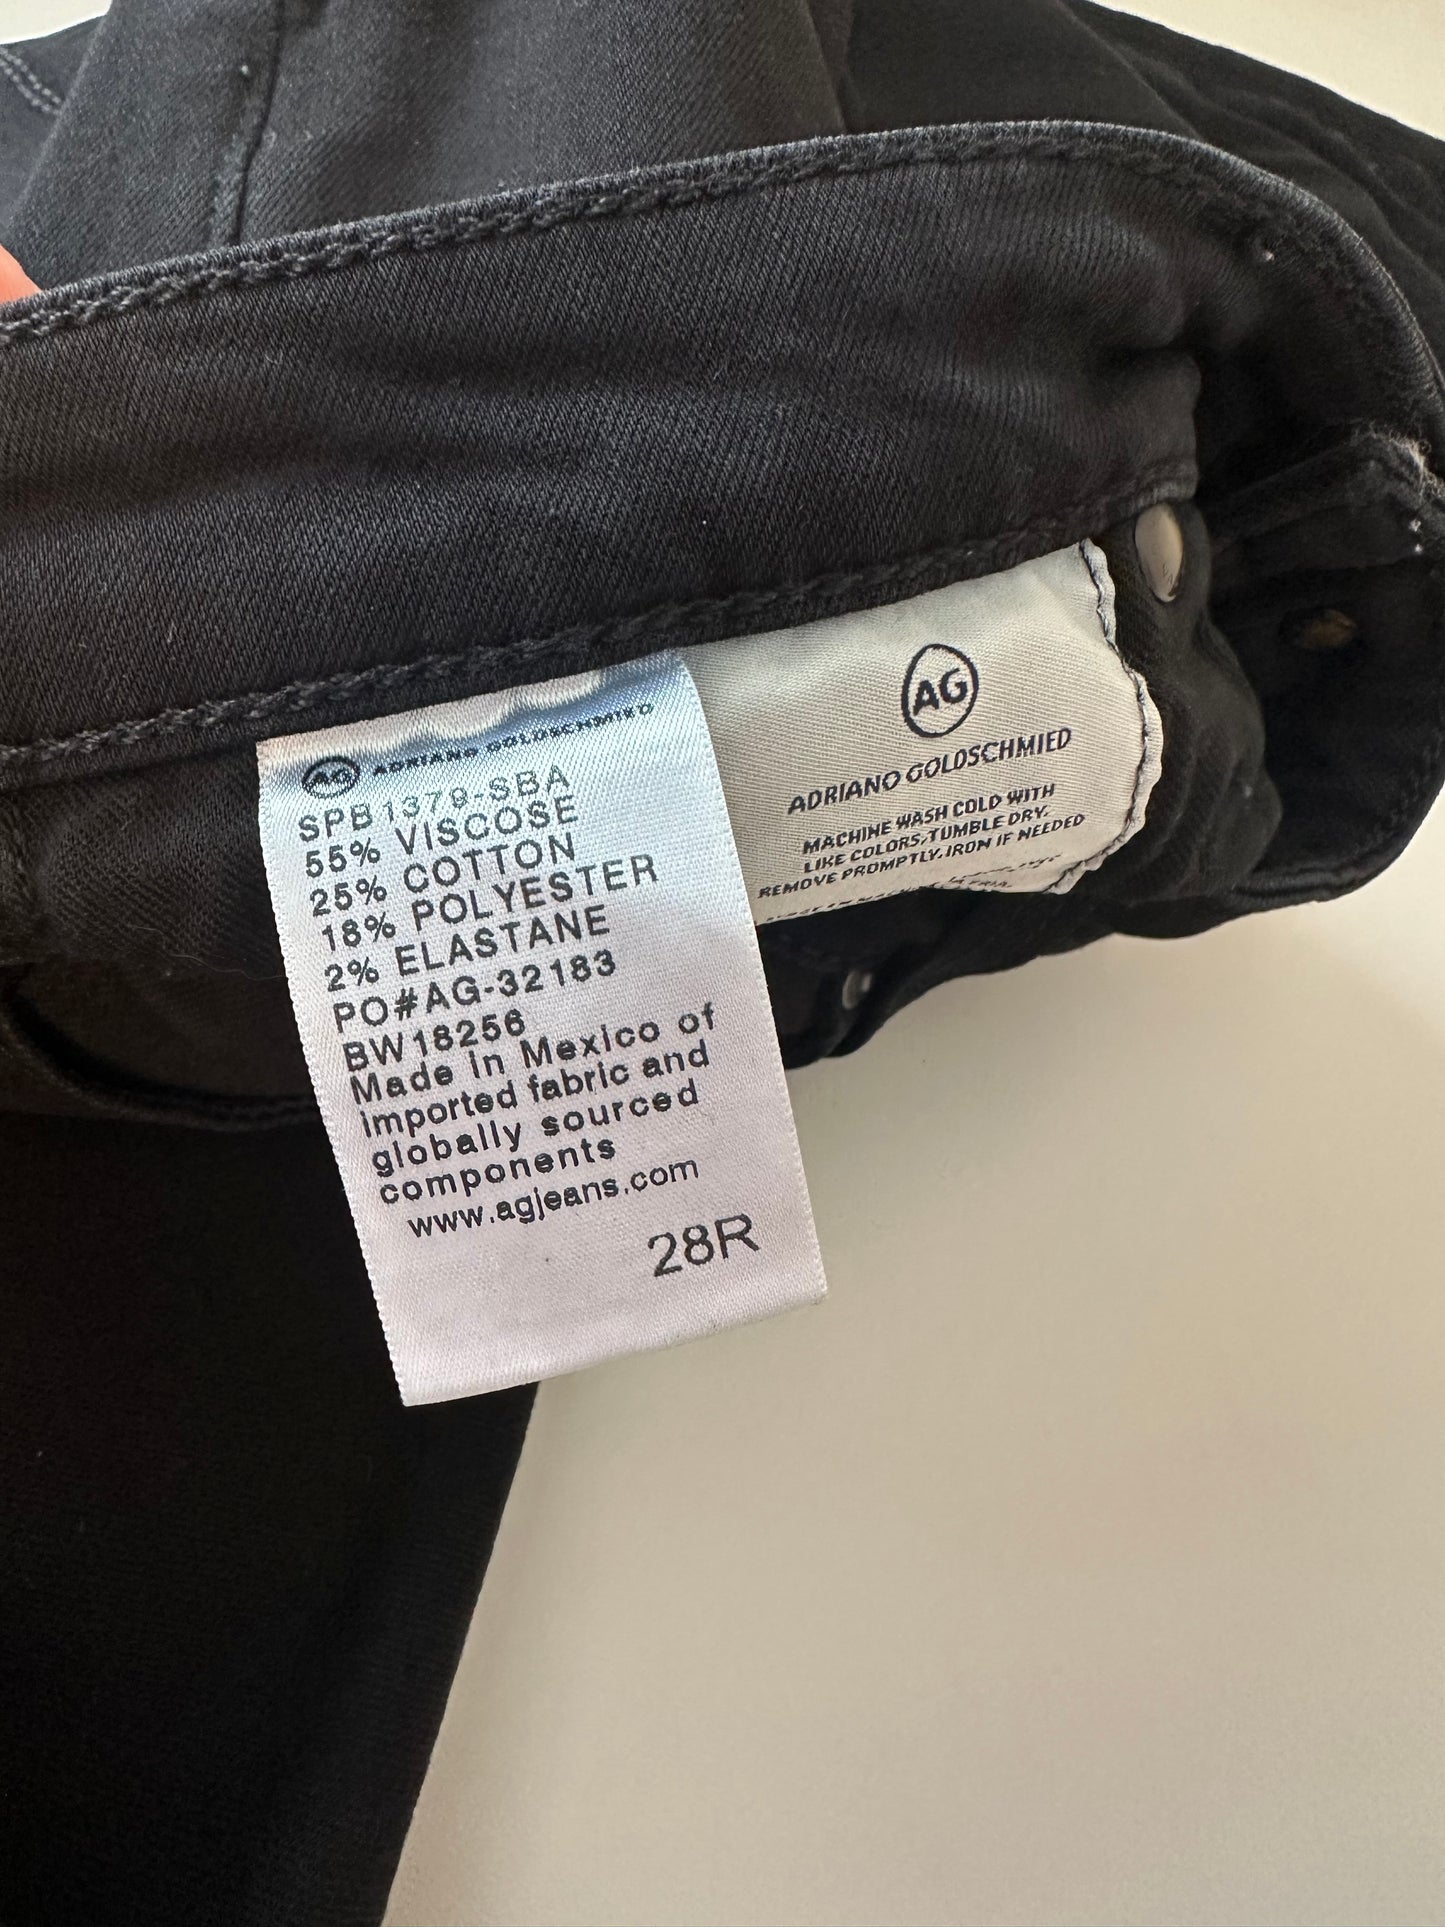 AG ADRIANO GOLDSCHMIED
SPB1379-SBA
55% VISCOSE
25% COTTON
18% POLYESTER
2% ELASTANE
PO#AG-32183
BW18256
Made in Mexico of
imported fabric and
globally sourced
components
www.agjeans.com
28R
AG
ADRIANO GOLDSCHMIED
MACHINE WASH COLD WITH
LIKE COLORS. TUMBLE DRY.
REMOVE PROMPTLY. IRON IF NEEDED